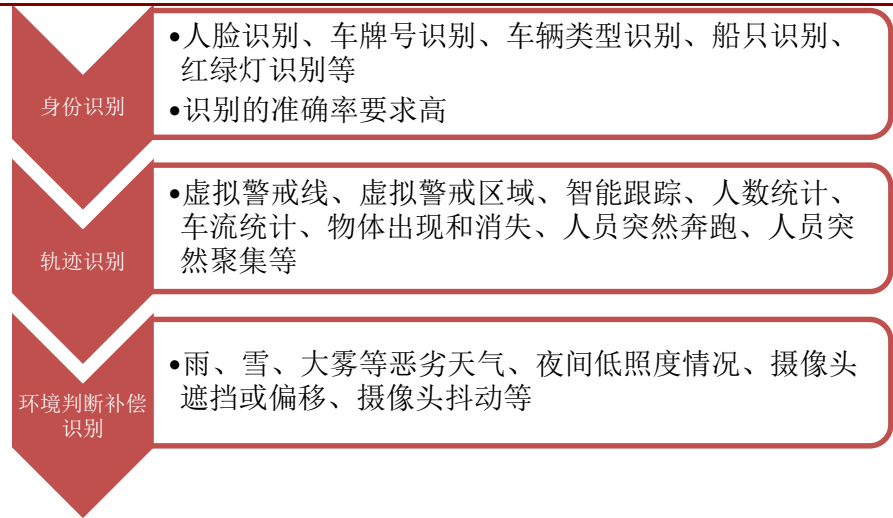 身份识别
•人脸识别、车牌号识别、车辆类型识别、船只识别、
红绿灯识别等
•识别的准确率要求高
轨迹识别
•虚拟警戒线、虚拟警戒区域、智能跟踪、人数统计、
车流统计、物体出现和消失、人员突然奔跑、人员突
然聚集等
环境判断补偿
识别
•雨、雪、大雾等恶劣天气、夜间低照度情况、摄像头
遮挡或偏移、摄像头抖动等